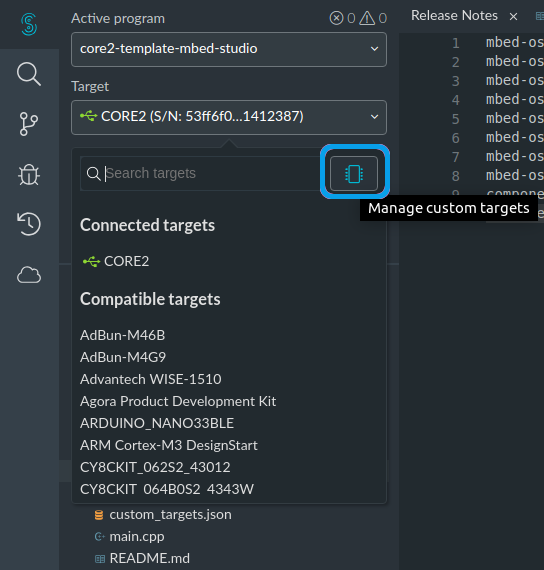 Active program
0 0
core2-template-mbed-studio
Target
CORE2 (S/N: 53ff6f0...1412387)
Search targets
Manage custom targets
Connected targets
CORE2
Compatible targets
AdBun-M46B
AdBun-M4G9
Advantech WISE-1510
Agora Product Development Kit
ARDUINO_NANO33BLE
ARM Cortex-M3 DesignStart
CY8CKIT_062S2_43012
CY8CKIT_064B0S2_4343W
custom_targets.json
main.cpp
README.md
Release Notes ×
1 mbed-os
2 mbed-os
3 mbed-os
4 mbed-os
5 mbed-os
6 mbed-os
7 mbed-os
8 mbed-os
9 compone